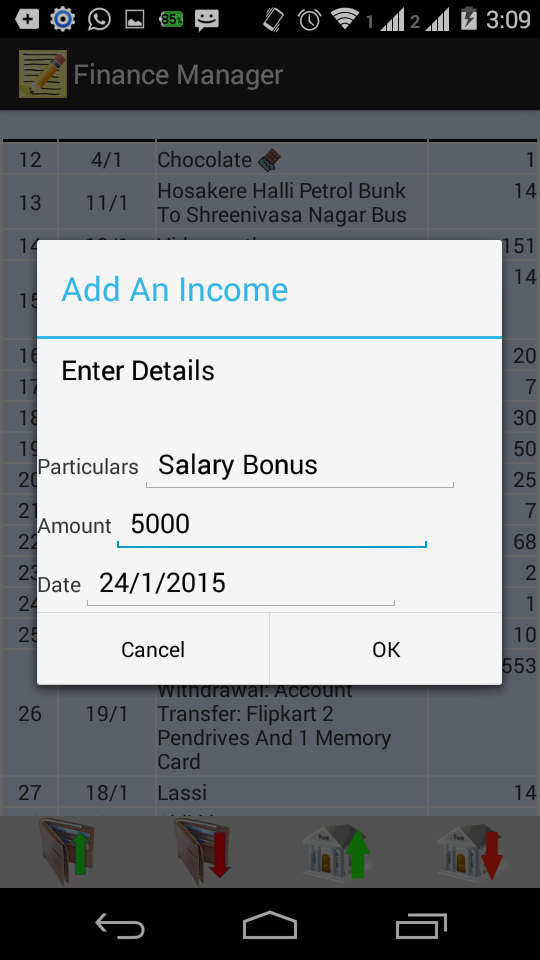 85%
1
2
3:09
Finance Manager
12 4/1 Chocolate 1
13 11/1 Hosakere Halli Petrol Bunk 14
To Shreenivasa Nagar Bus
14 151
Add An Income
15 14
Enter Details
16 20
17 7
18 30
19 50
Particulars Salary Bonus
20 25
21 7
Amount 5000
22 68
23 2
Date 24/1/2015
24 1
25 10
Cancel OK
553
Withdrawal: Account
26 19/1 Transfer: Flipkart 2
Pendrives And 1 Memory
Card
27 18/1 Lassi 14